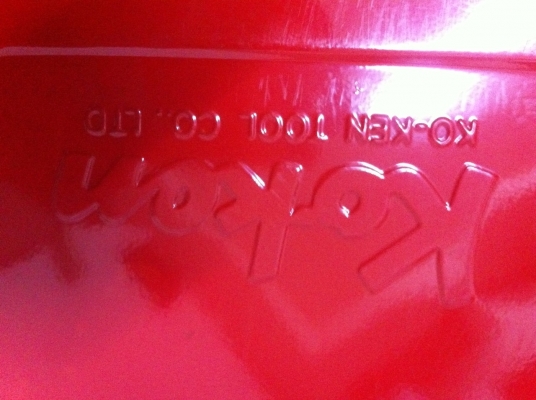 Ko-ken
KO-KEN TOOL CO., LTD